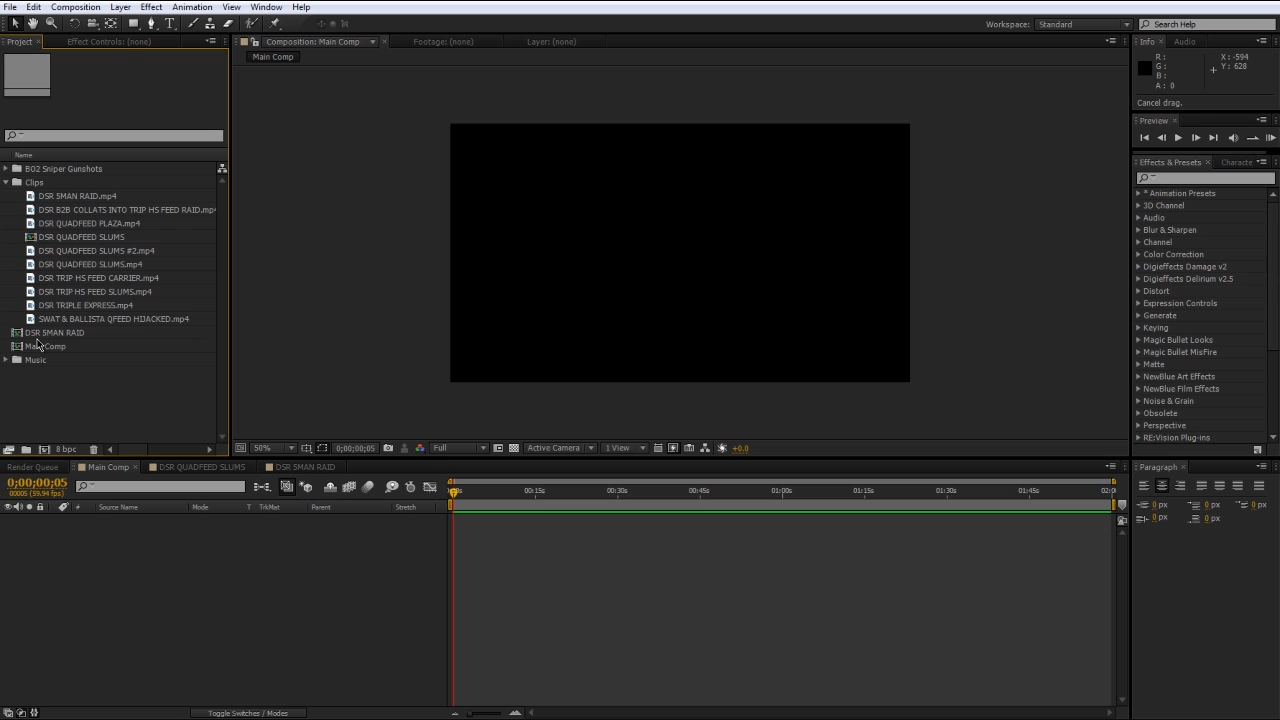 File Edit Composition Layer Effect Animation View Window Help
Workspace: Standard Search Help
Project Effect Controls: (none) Composition: Main Comp Footage: (none) Layer: (none) Info Audio
Main Comp
R: X: -594
G: Y: 628
B:
A: 0
Cancel drag.
Preview
Name
BO2 Sniper Gunshots
Clips
DSR 5MAN RAID.mp4
DSR B2B COLLATS INTO TRIP HS FEED RAID.mp4
DSR QUADFEED PLAZA.mp4
DSR QUADFEED SLUMS
DSR QUADFEED SLUMS #2.mp4
DSR QUADFEED SLUMS.mp4
DSR TRIP HS FEED CARRIER.mp4
DSR TRIP HS FEED SLUMS.mp4
DSR TRIPLE EXPRESS.mp4
SWAT & BALLISTA QFEED HIJACKED.mp4
DSR 5MAN RAID
Main Comp
Music
Effects & Presets Characte
* Animation Presets
3D Channel
Audio
Blur & Sharpen
Channel
Color Correction
Digieffects Damage v2
Digieffects Delirium v2.5
Distort
Expression Controls
Generate
Keying
Magic Bullet Looks
Magic Bullet MisFire
Matte
NewBlue Art Effects
NewBlue Film Effects
Noise & Grain
Obsolete
Perspective
RE:Vision Plug-ins
8 bpc 50% 0;00;00;05 Full Active Camera 1 View +0.0
Render Queue Main Comp DSR QUADFEED SLUMS DSR 5MAN RAID Paragraph
0;00;00;05
00005 (59.94 fps)
00:15s 00:30s 00:45s 01:00s 01:15s 01:30s 01:45s 02:0
# Source Name Mode T TrkMat Parent Stretch
0 px 0 px 0 px
0 px 0 px
Toggle Switches / Modes